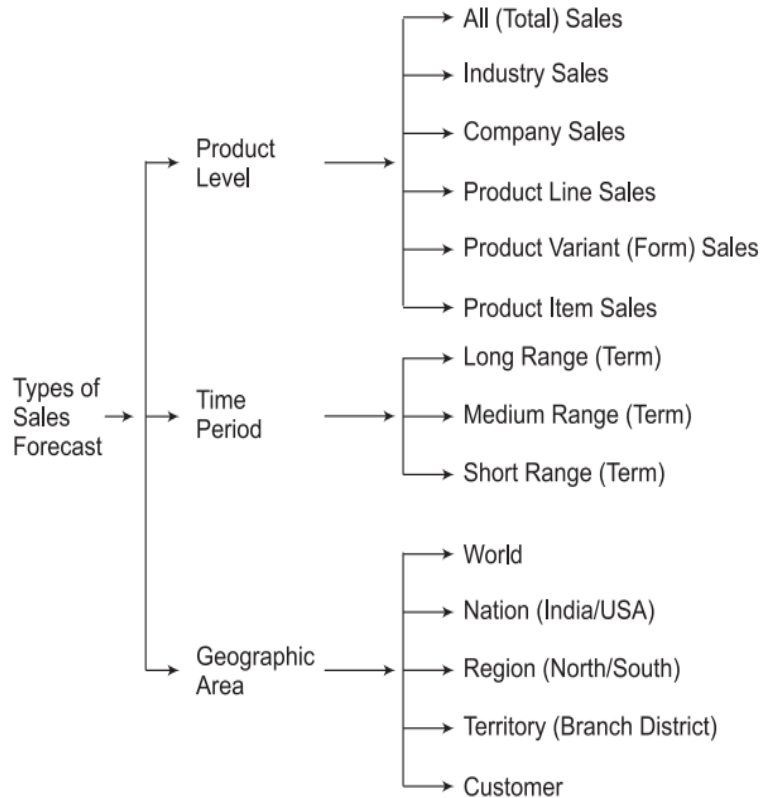 All (Total) Sales
Industry Sales
Product
Level
Company Sales
Product Line Sales
Product Variant (Form) Sales
Product Item Sales
Types of
Sales
Forecast
Time
Period
Long Range (Term)
Medium Range (Term)
Short Range (Term)
Geographic
Area
World
Nation (India/USA)
Region (North/South)
Territory (Branch District)
Customer